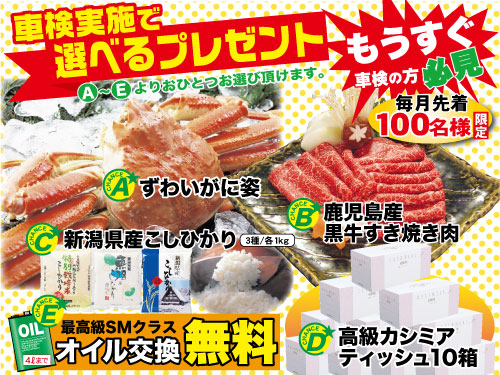 車検実施で
選べるプレゼント
A～Eよりおひとつお選び頂けます。
もうすぐ
車検の方
必見
毎月先着
100名様
限定
CHANCE A
ずわいがに姿
CHANCE B
鹿児島産
黒牛すき焼き肉
CHANCE C
新潟県産こしひかり
3種/各1kg
CHANCE D
高級カシミア
ティッシュ10箱
CHANCE E
OIL
4ℓまで
最高級SMクラス
オイル交換
無料